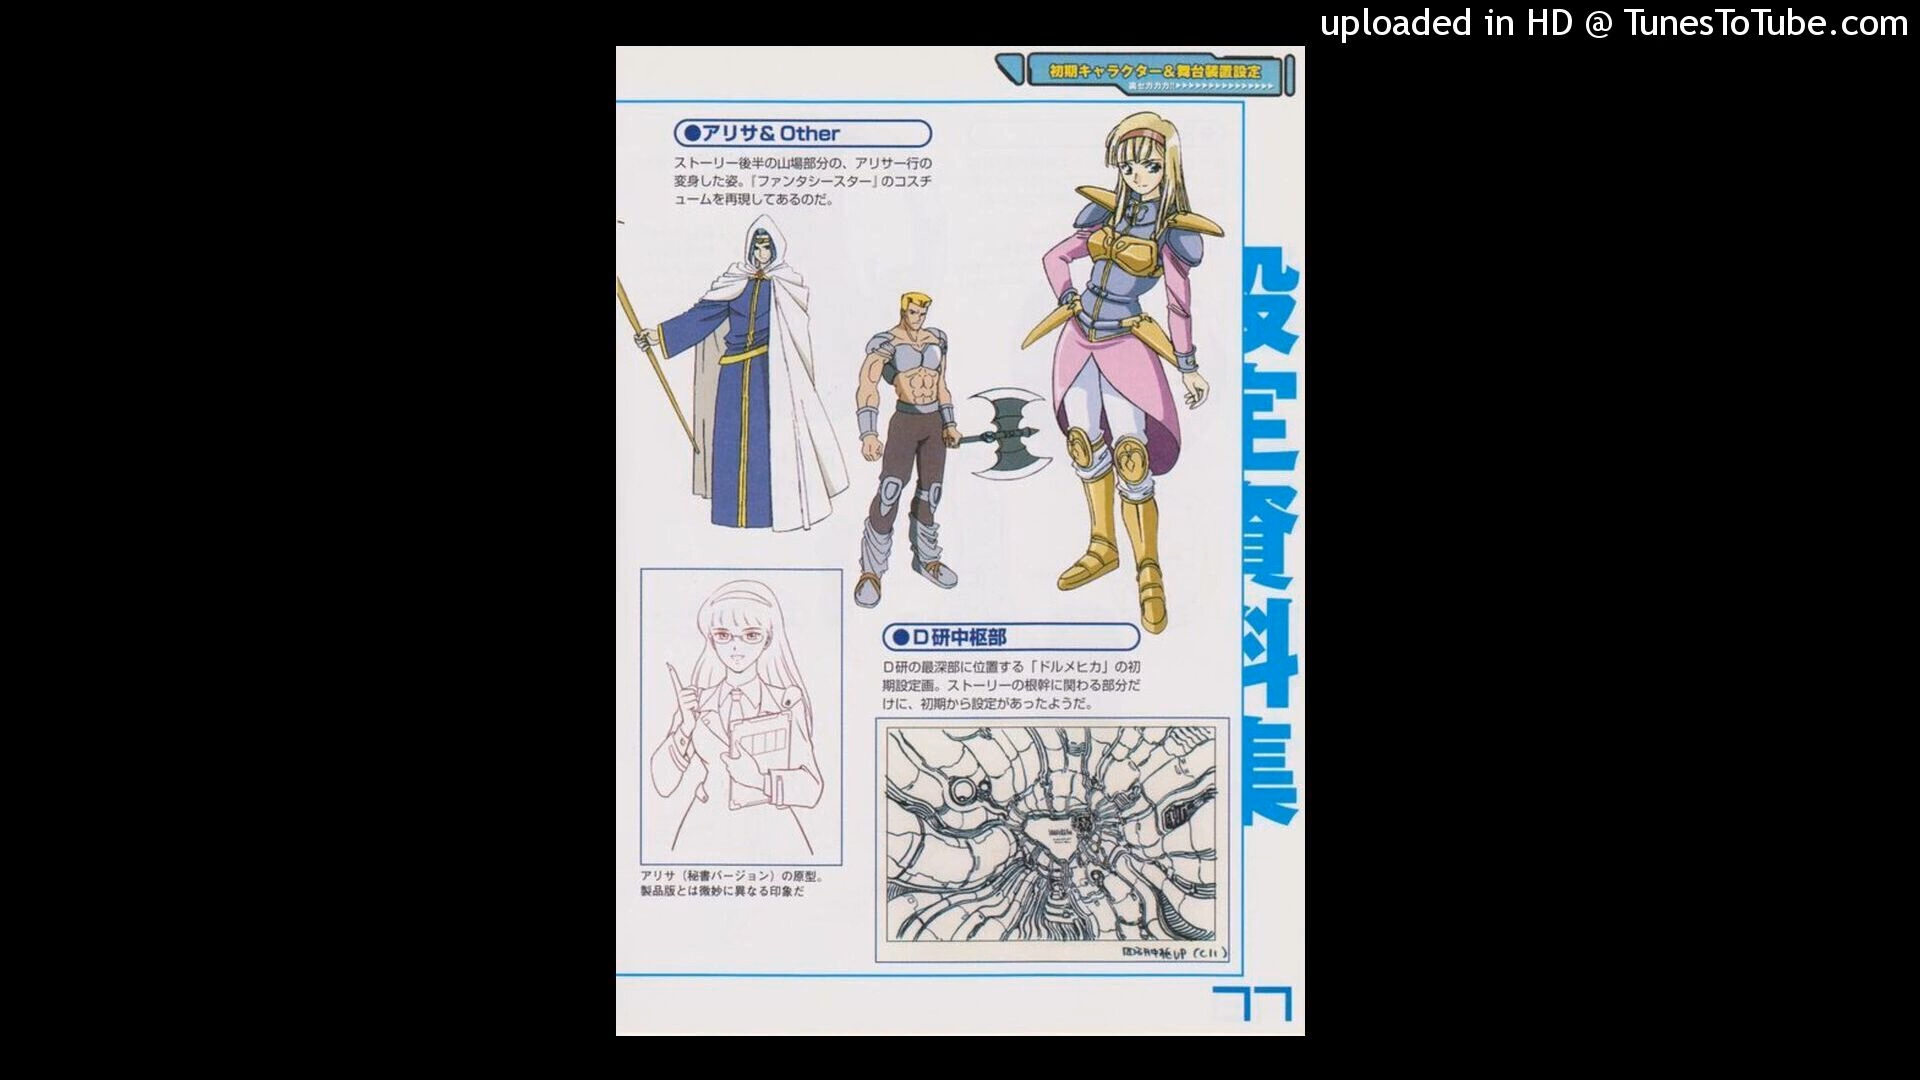 uploaded in HD @ TunesToTube.com
初期キャラクター&舞台装置設定
●アリサ& Other
ストーリー後半の山場部分の、アリサ一行の
変身した姿。『ファンタシースター』のコスチ
ュームを再現してあるのだ。
設定資料集
●D研中枢部
D研の最深部に位置する「ドルメヒカ」の初
期設定画。ストーリーの根幹に関わる部分だ
けに、初期から設定があったようだ。
アリサ（秘書バージョン）の原型。
製品版とは微妙に異なる印象だ
UP (C11)
77